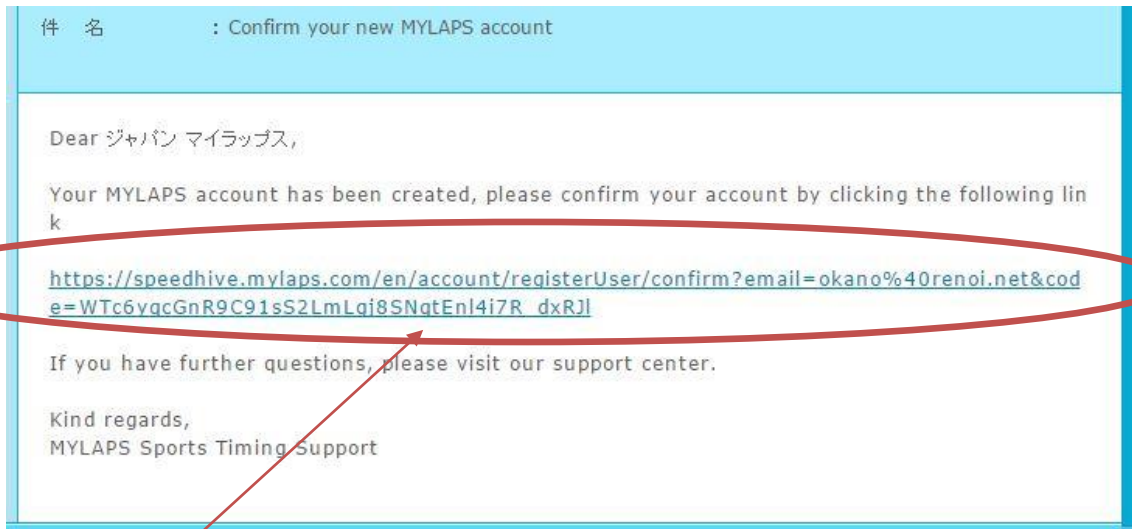 件　名　　　: Confirm your new MYLAPS account
Dear ジャパン マイラップス,
Your MYLAPS account has been created, please confirm your account by clicking the following lin
k
https://speedhive.mylaps.com/en/account/registerUser/confirm?email=okano%40renoi.net&cod
e=WTc6yqcGnR9C91sS2LmLqj8SNqtEnl4i7R_dxRJl
If you have further questions, please visit our support center.
Kind regards,
MYLAPS Sports Timing Support